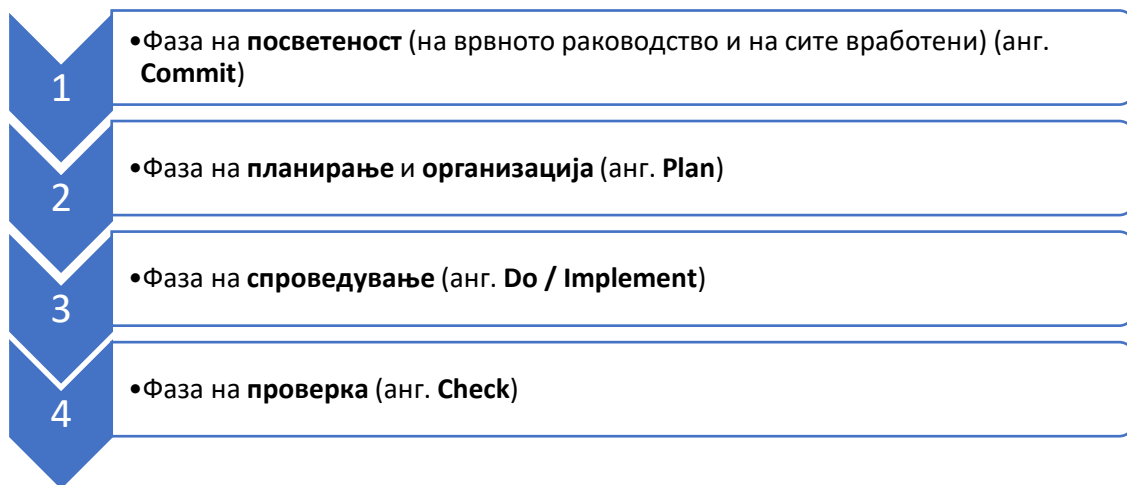 1
•Фаза на посветеност (на врвното раководство и на сите вработени) (анг.
Commit)
2
•Фаза на планирање и организација (анг. Plan)
3
•Фаза на спроведување (анг. Do / Implement)
4
•Фаза на проверка (анг. Check)